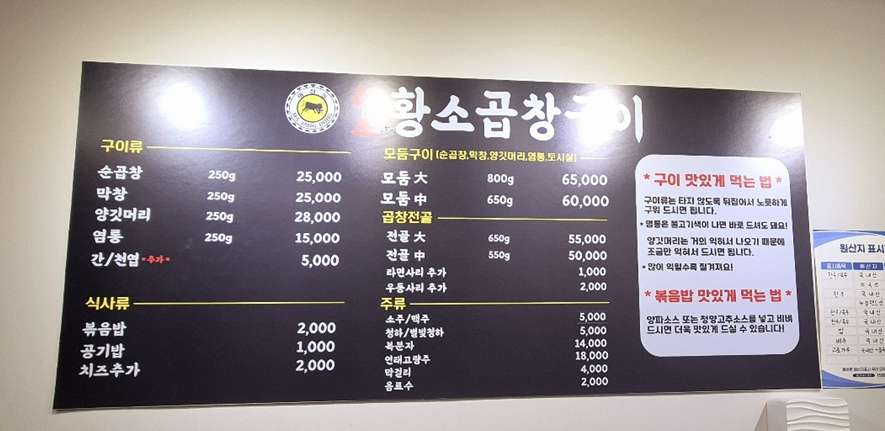 황소곱창구이
구이류
순곱창 250g 25,000
막창 250g 25,000
양깃머리 250g 28,000
염통 250g 15,000
간/천엽 *추가* 5,000
식사류
볶음밥 2,000
공기밥 1,000
치즈추가 2,000
모둠구이 (순곱창,막창,양깃머리,염통,토시살)
모둠 大 800g 65,000
모둠 中 650g 60,000
곱창전골
전골 大 650g 55,000
전골 中 550g 50,000
라면사리 추가 1,000
우동사리 추가 2,000
주류
소주/맥주 5,000
청하/별빛청하 5,000
복분자 14,000
연태고량주 18,000
막걸리 4,000
음료수 2,000
* 구이 맛있게 먹는 법 *
구이류는 타지 않도록 뒤집어서 노릇하게
구워 드시면 됩니다.
* 염통은 불고기색이 나면 바로 드셔도 돼요!
양깃머리는 거의 익혀서 나오기 때문에
조금만 익혀서 드시면 됩니다.
* 많이 익힐수록 질겨져요!
* 볶음밥 맛있게 먹는 법 *
양파소스 또는 청양고추소스를 넣고 비벼
드시면 더욱 맛있게 드실 수 있습니다!
원산지 표시